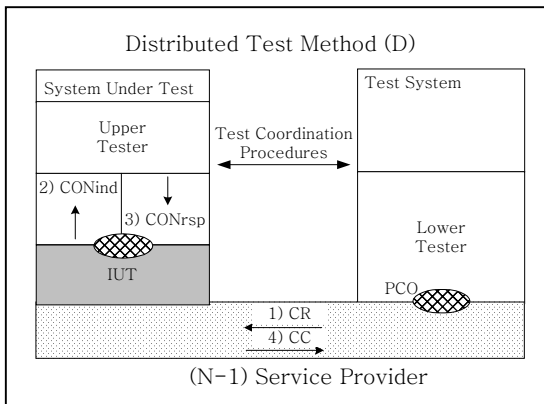 Distributed Test Method (D)
System Under Test
Test System
Upper
Tester
Test Coordination
Procedures
2) CONind
3) CONrsp
Lower
Tester
IUT
PCO
1) CR
4) CC
(N-1) Service Provider